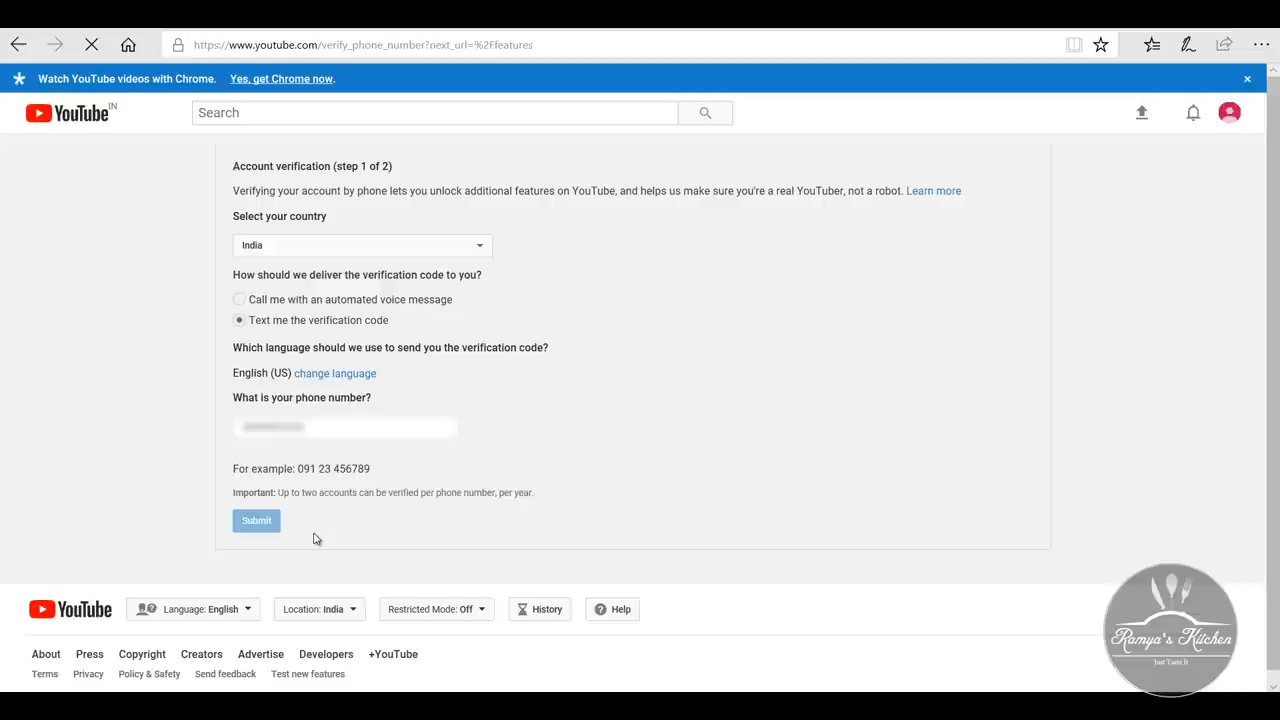 https://www.youtube.com/verify_phone_number?next_url=%2Ffeatures
Watch YouTube videos with Chrome. Yes, get Chrome now.
YouTube IN
Search
Account verification (step 1 of 2)
Verifying your account by phone lets you unlock additional features on YouTube, and helps us make sure you're a real YouTuber, not a robot. Learn more
Select your country
India
How should we deliver the verification code to you?
Call me with an automated voice message
Text me the verification code
Which language should we use to send you the verification code?
English (US) change language
What is your phone number?
For example: 091 23 456789
Important: Up to two accounts can be verified per phone number, per year.
Submit
YouTube Language: English Location: India Restricted Mode: Off History Help
About Press Copyright Creators Advertise Developers +YouTube
Terms Privacy Policy & Safety Send feedback Test new features
Ramya's Kitchen
Just Taste It